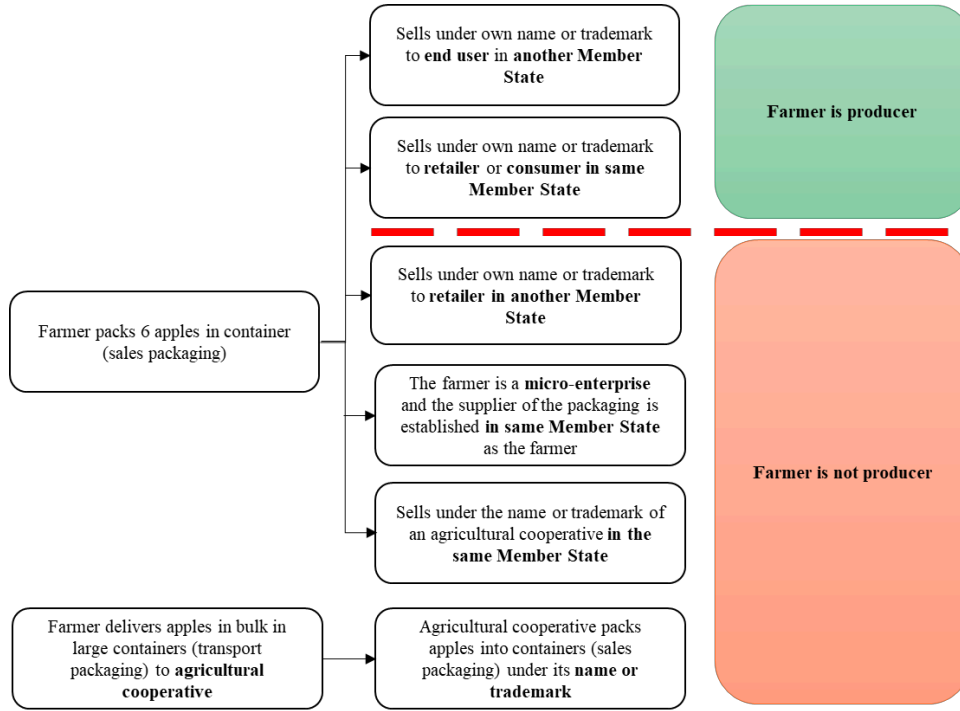 Sells under own name or trademark
to end user in another Member
State
Farmer is producer
Sells under own name or trademark
to retailer or consumer in same
Member State
Sells under own name or trademark
to retailer in another Member
State
Farmer packs 6 apples in container
(sales packaging)
The farmer is a micro-enterprise
and the supplier of the packaging is
established in same Member State
as the farmer
Farmer is not producer
Sells under the name or trademark of
an agricultural cooperative in the
same Member State
Farmer delivers apples in bulk in
large containers (transport
packaging) to agricultural
cooperative
Agricultural cooperative packs
apples into containers (sales
packaging) under its name or
trademark